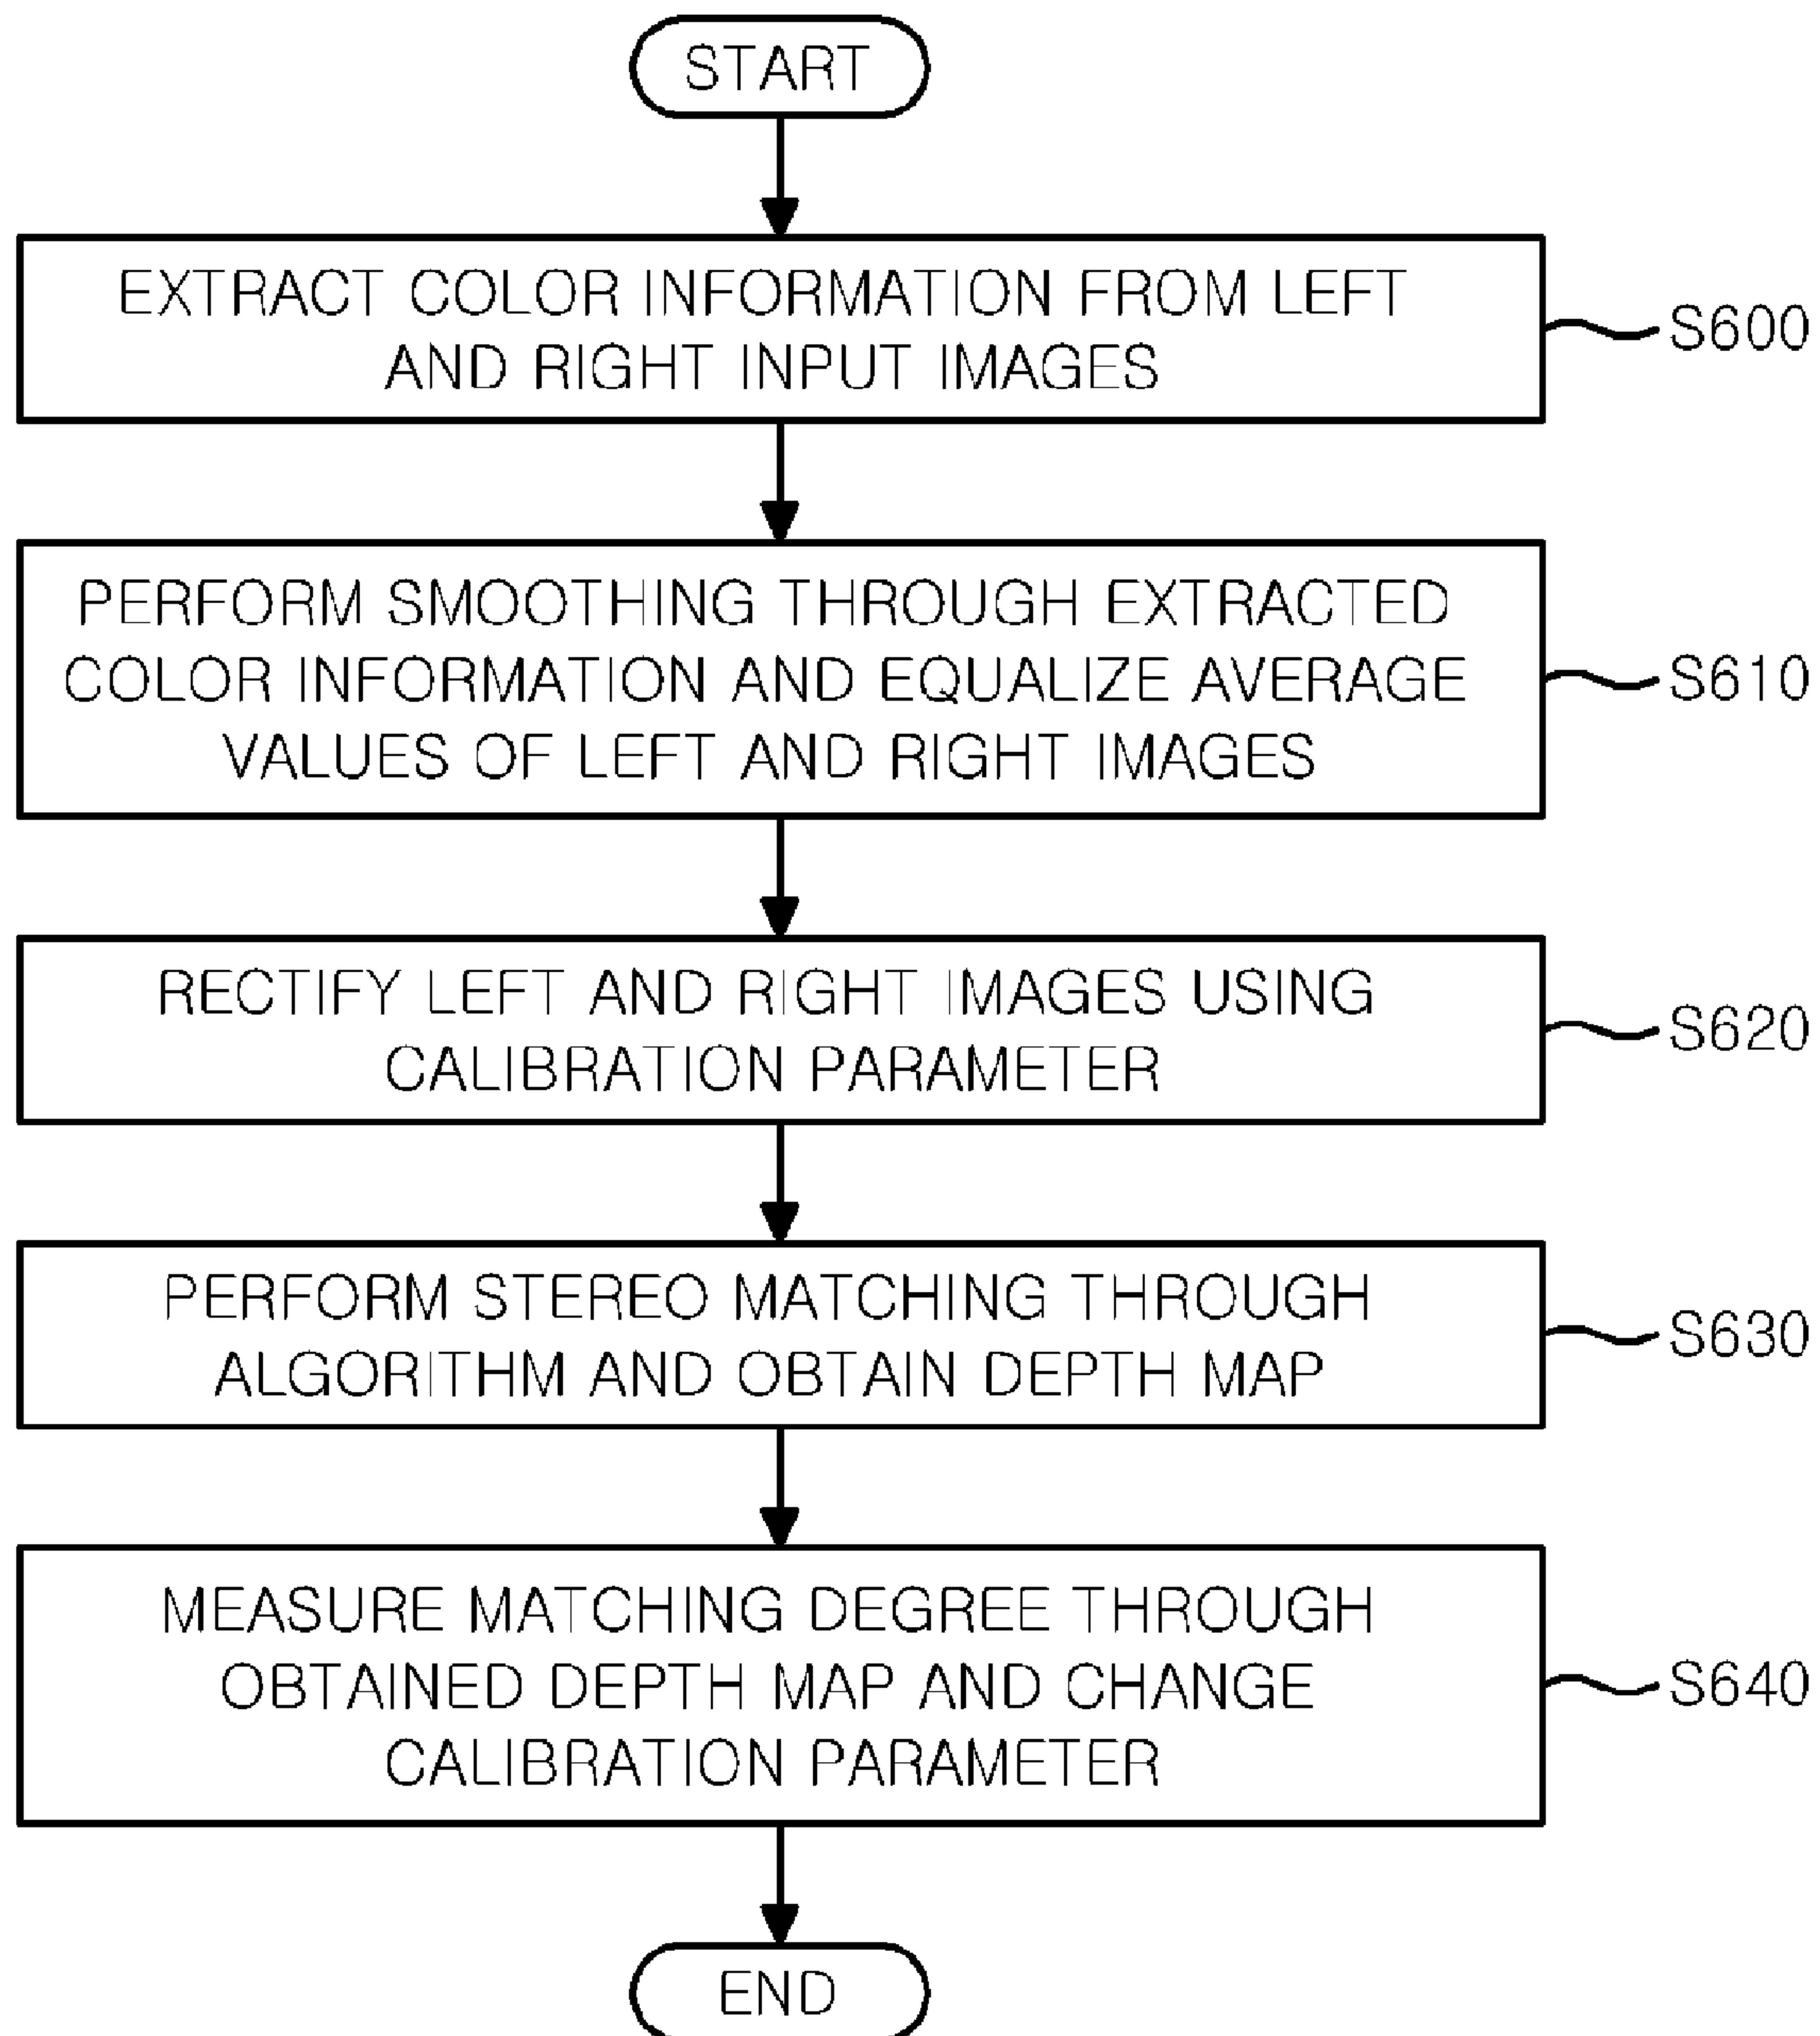 START
EXTRACT COLOR INFORMATION FROM LEFT
AND RIGHT INPUT IMAGES
S600
PERFORM SMOOTHING THROUGH EXTRACTED
COLOR INFORMATION AND EQUALIZE AVERAGE
VALUES OF LEFT AND RIGHT IMAGES
S610
RECTIFY LEFT AND RIGHT IMAGES USING
CALIBRATION PARAMETER
S620
PERFORM STEREO MATCHING THROUGH
ALGORITHM AND OBTAIN DEPTH MAP
S630
MEASURE MATCHING DEGREE THROUGH
OBTAINED DEPTH MAP AND CHANGE
CALIBRATION PARAMETER
S640
END